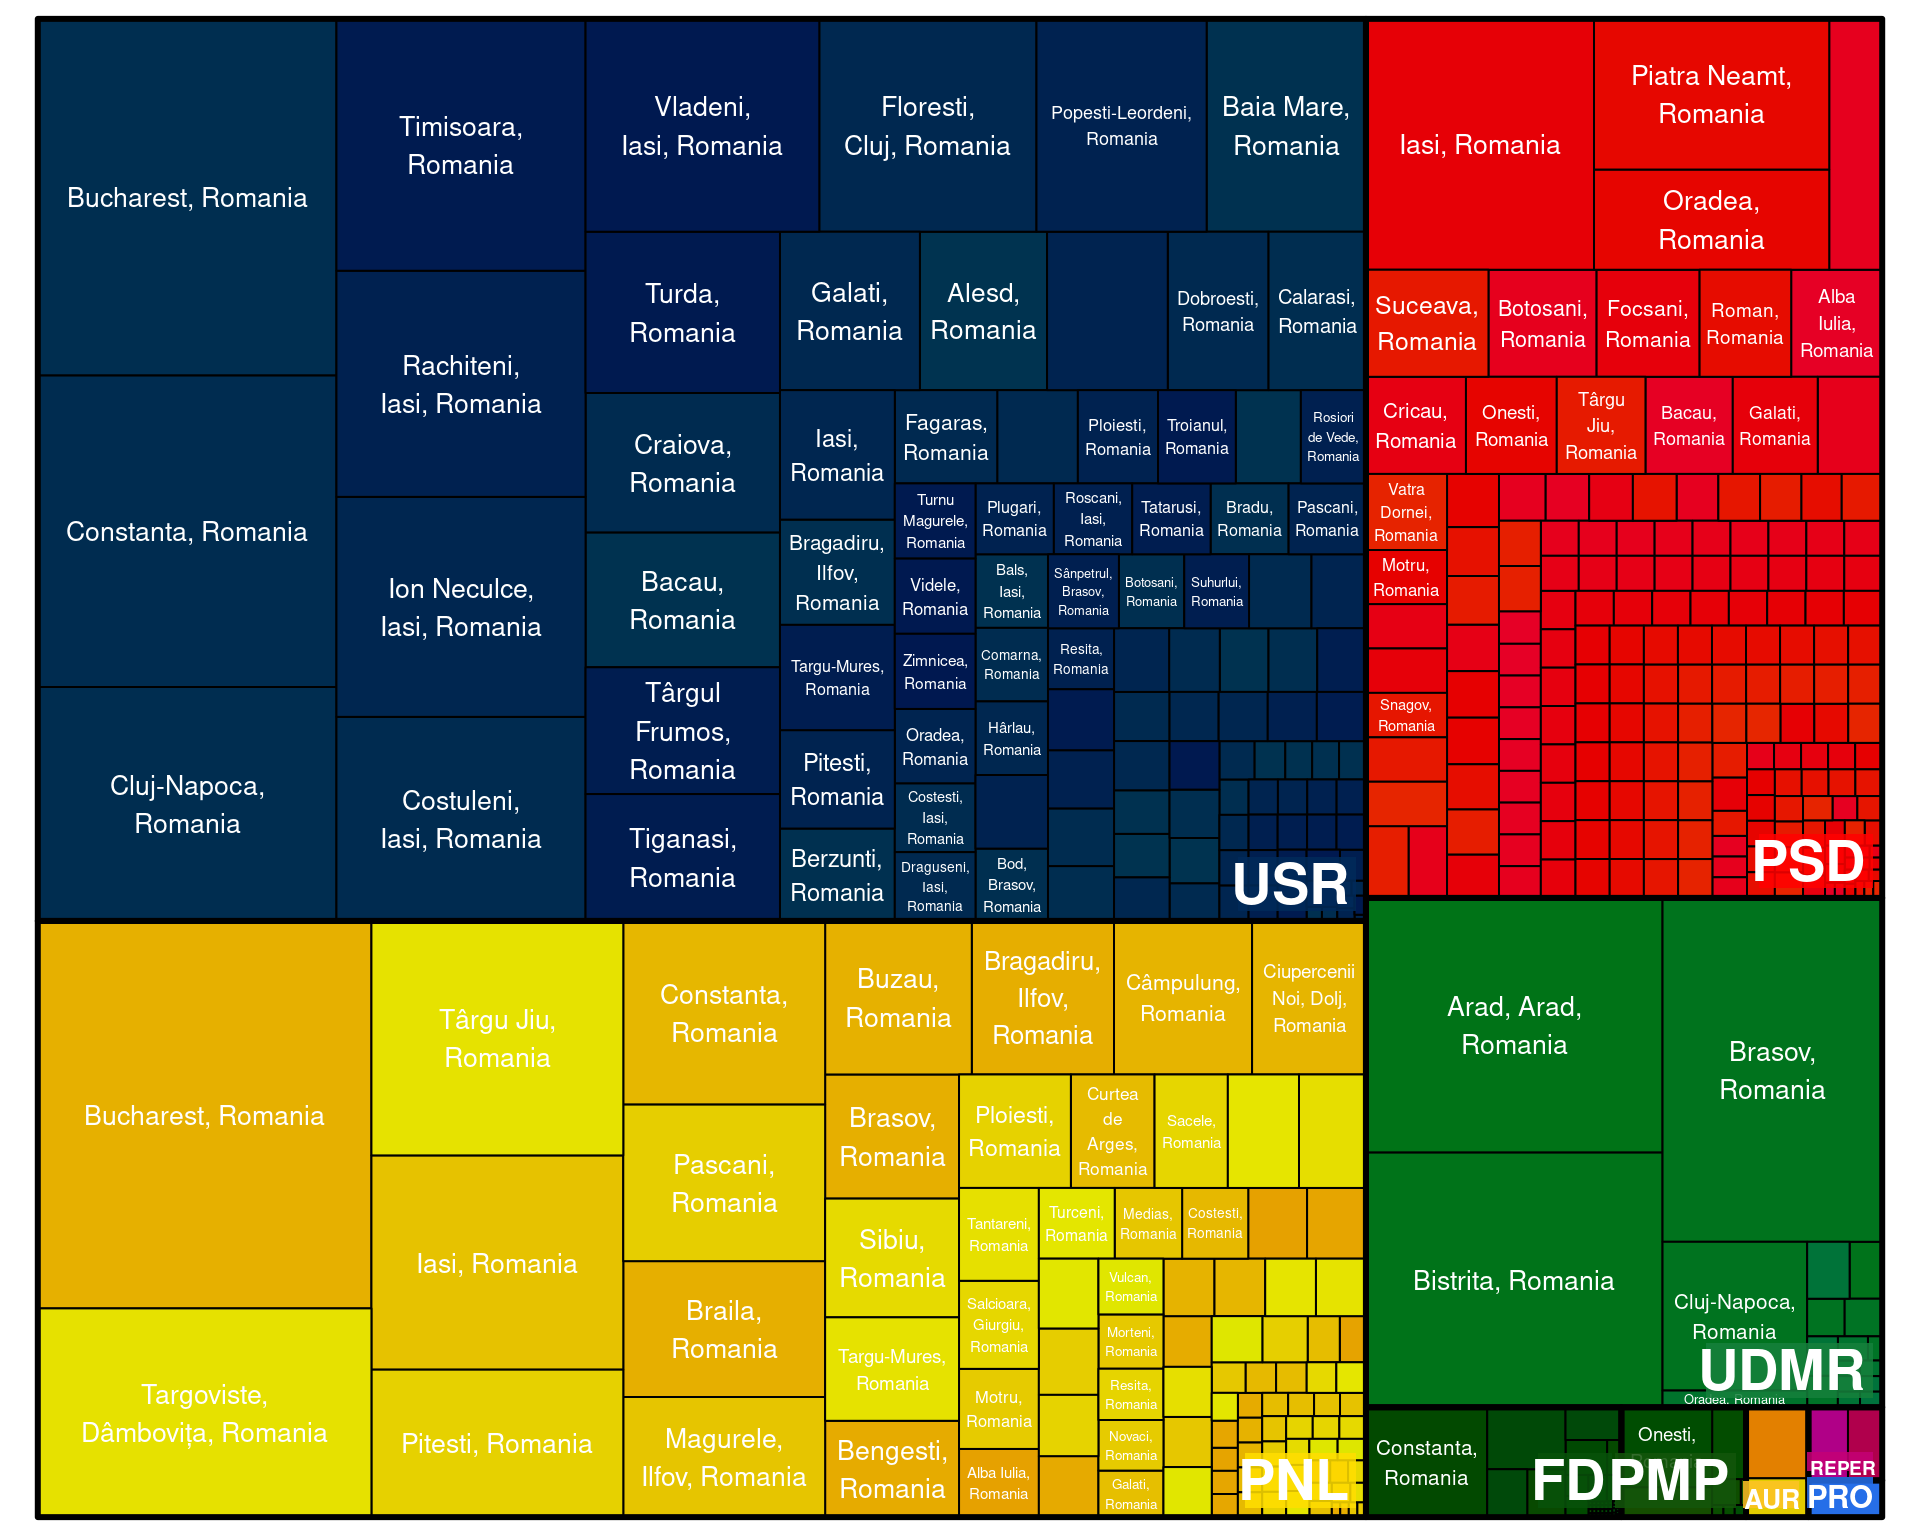 Bucharest, Romania
Constanta, Romania
Cluj-Napoca,
Romania
Timisoara,
Romania
Rachiteni,
Iasi, Romania
Ion Neculce,
Iasi, Romania
Costuleni,
Iasi, Romania
Vladeni,
Iasi, Romania
Floresti,
Cluj, Romania
Popesti-Leordeni,
Romania
Baia Mare,
Romania
Turda,
Romania
Craiova,
Romania
Bacau,
Romania
Târgul
Frumos,
Romania
Tiganasi,
Romania
Galati,
Romania
Alesd,
Romania
Dobroesti,
Romania
Calarasi,
Romania
Iasi,
Romania
Bragadiru,
Ilfov,
Romania
Targu-Mures,
Romania
Pitesti,
Romania
Berzunti,
Romania
Fagaras,
Romania
Ploiesti,
Romania
Troianul,
Romania
Rosiori
de Vede,
Romania
Turnu
Magurele,
Romania
Videle,
Romania
Zimnicea,
Romania
Oradea,
Romania
Costesti,
Iasi,
Romania
Draguseni,
Iasi,
Romania
Plugari,
Romania
Roscani,
Iasi,
Romania
Tatarusi,
Romania
Bradu,
Romania
Pascani,
Romania
Bals,
Iasi,
Romania
Comarna,
Romania
Hârlau,
Romania
Bod,
Brasov,
Romania
Sânpetrul,
Brasov,
Romania
Botosani,
Romania
Suhurlui,
Romania
Resita,
Romania
USR
Iasi, Romania
Piatra Neamt,
Romania
Oradea,
Romania
Suceava,
Romania
Botosani,
Romania
Focsani,
Romania
Roman,
Romania
Alba
Iulia,
Romania
Cricau,
Romania
Onesti,
Romania
Târgu
Jiu,
Romania
Bacau,
Romania
Galati,
Romania
Vatra
Dornei,
Romania
Motru,
Romania
Snagov,
Romania
PSD
Bucharest, Romania
Targoviste,
Dâmbovița, Romania
Târgu Jiu,
Romania
Iasi, Romania
Pitesti, Romania
Constanta,
Romania
Pascani,
Romania
Braila,
Romania
Magurele,
Ilfov, Romania
Buzau,
Romania
Bragadiru,
Ilfov,
Romania
Câmpulung,
Romania
Ciupercenii
Noi, Dolj,
Romania
Brasov,
Romania
Sibiu,
Romania
Targu-Mures,
Romania
Bengesti,
Romania
Ploiesti,
Romania
Curtea
de
Arges,
Romania
Sacele,
Romania
Tantareni,
Romania
Salcioara,
Giurgiu,
Romania
Motru,
Romania
Alba Iulia,
Romania
Turceni,
Romania
Medias,
Romania
Costesti,
Romania
Vulcan,
Romania
Morteni,
Romania
Resita,
Romania
Novaci,
Romania
Galati,
Romania
PNL
Arad, Arad,
Romania
Bistrita, Romania
Brasov,
Romania
Cluj-Napoca,
Romania
Oradea, Romania
UDMR
Constanta,
Romania
FD
Onesti,
Romania
PMP
AUR
REPER
PRO